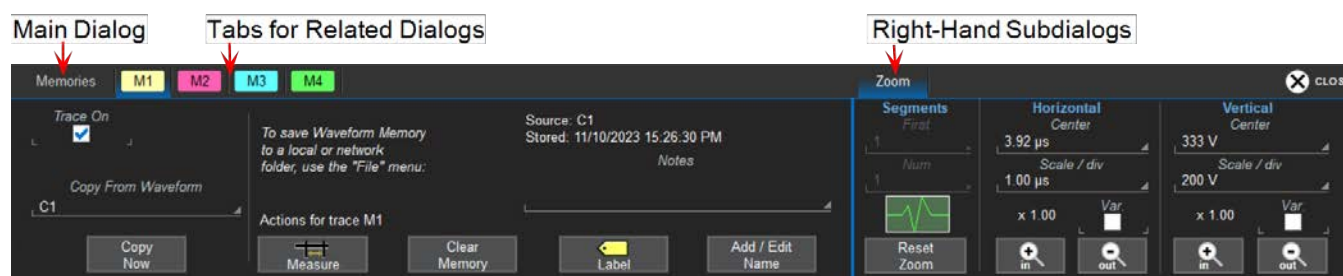 Main Dialog
Tabs for Related Dialogs
Right-Hand Subdialogs
Memories
M1
M2
M3
M4
Zoom
CLOS
Trace On
Copy From Waveform
C1
Copy
Now
To save Waveform Memory
to a local or network
folder, use the "File" menu:
Actions for trace M1
Measure
Clear
Memory
Source: C1
Stored: 11/10/2023 15:26:30 PM
Notes
Label
Add / Edit
Name
Segments
First
1
Num
1
Reset
Zoom
Horizontal
Center
3.92 µs
Scale / div
1.00 µs
x 1.00
Var.
in
out
Vertical
Center
333 V
Scale / div
200 V
x 1.00
Var.
in
out